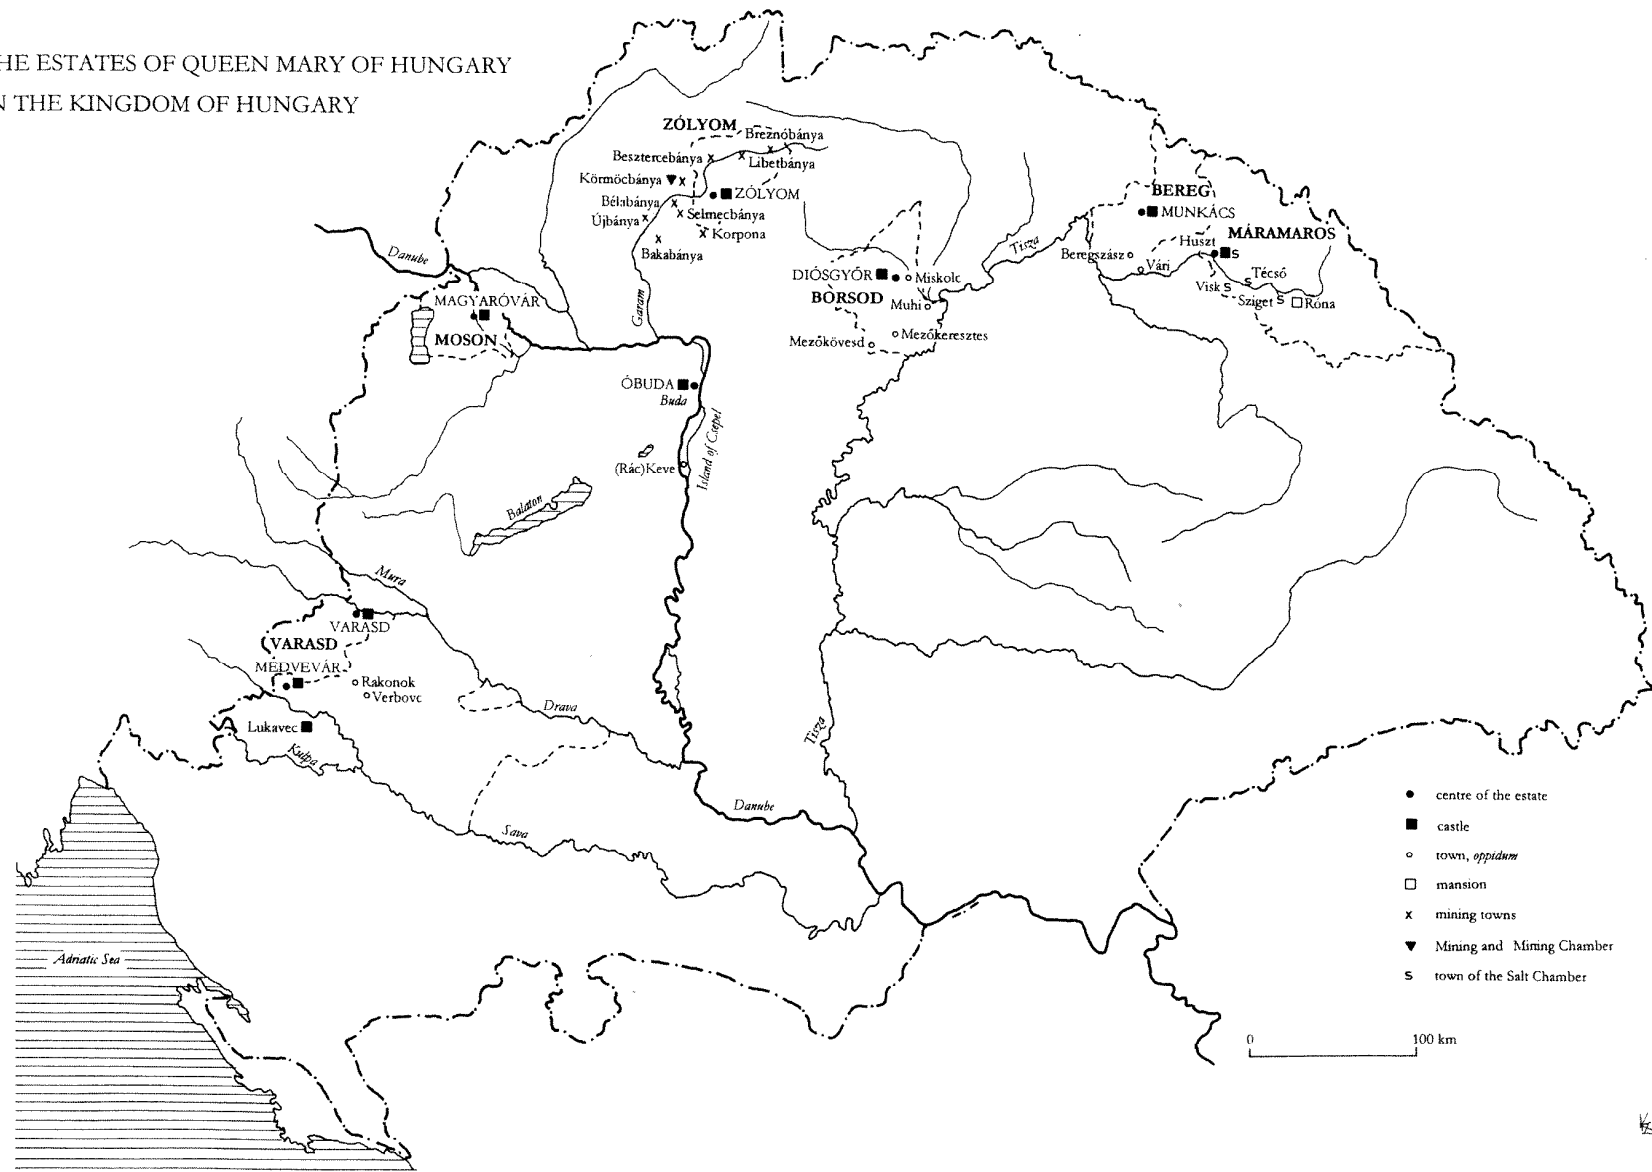 HE ESTATES OF QUEEN MARY OF HUNGARY
N THE KINGDOM OF HUNGARY
ZÓLYOM
Breznóbánya
Besztercebánya
Libetbánya
Körmöcbánya
ZÓLYOM
Bélabánya
Újbánya
Selmecbánya
Korpona
Bakabánya
BEREG
MUNKÁCS
MÁRAMAROS
Huszt
S
Beregszász
Vári
Técső
S
Visk S
Sziget S
Róna
Tisza
Danube
DIÓSGYŐR
Miskolc
BORSOD
Muhi
Mezőkeresztes
Mezőkövesd
MAGYARÓVÁR
MOSON
Garam
ÓBUDA
Buda
Island of Csepel
(Rác)Keve
Balaton
Mura
VARASD
VARASD
MEDVEVÁR
Rakonok
Verbovc
Lukavec
Kulpa
Drava
Tisza
Danube
Sava
Adriatic Sea
centre of the estate
castle
town, oppidum
mansion
x mining towns
Mining and Mining Chamber
S town of the Salt Chamber
0 100 km